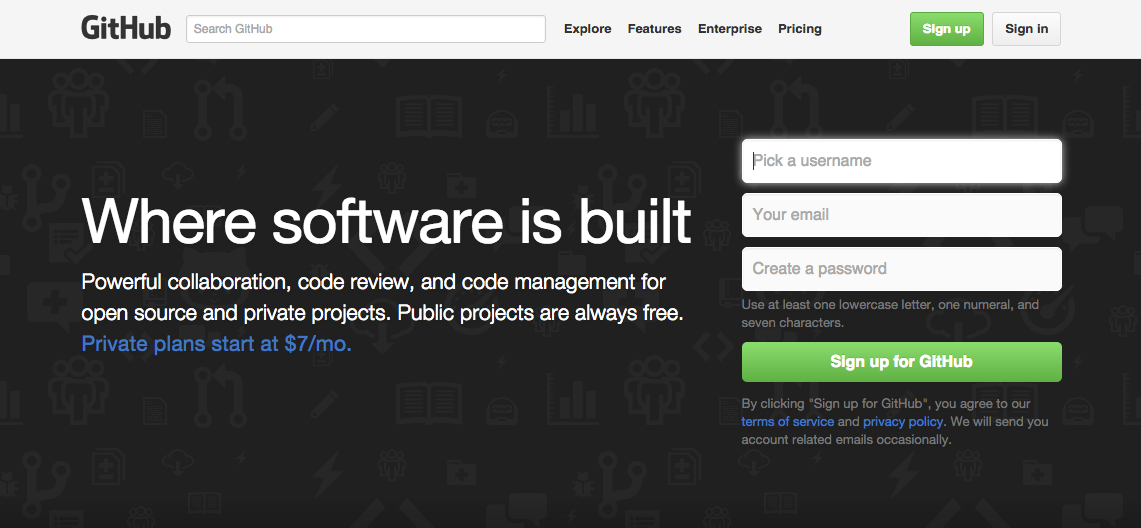 GitHub
Search GitHub
Explore
Features
Enterprise
Pricing
Sign up
Sign in
Where software is built
Powerful collaboration, code review, and code management for
open source and private projects. Public projects are always free.
Private plans start at $7/mo.
Pick a username
Your email
Create a password
Use at least one lowercase letter, one numeral, and
seven characters.
Sign up for GitHub
By clicking "Sign up for GitHub", you agree to our
terms of service and privacy policy. We will send you
account related emails occasionally.